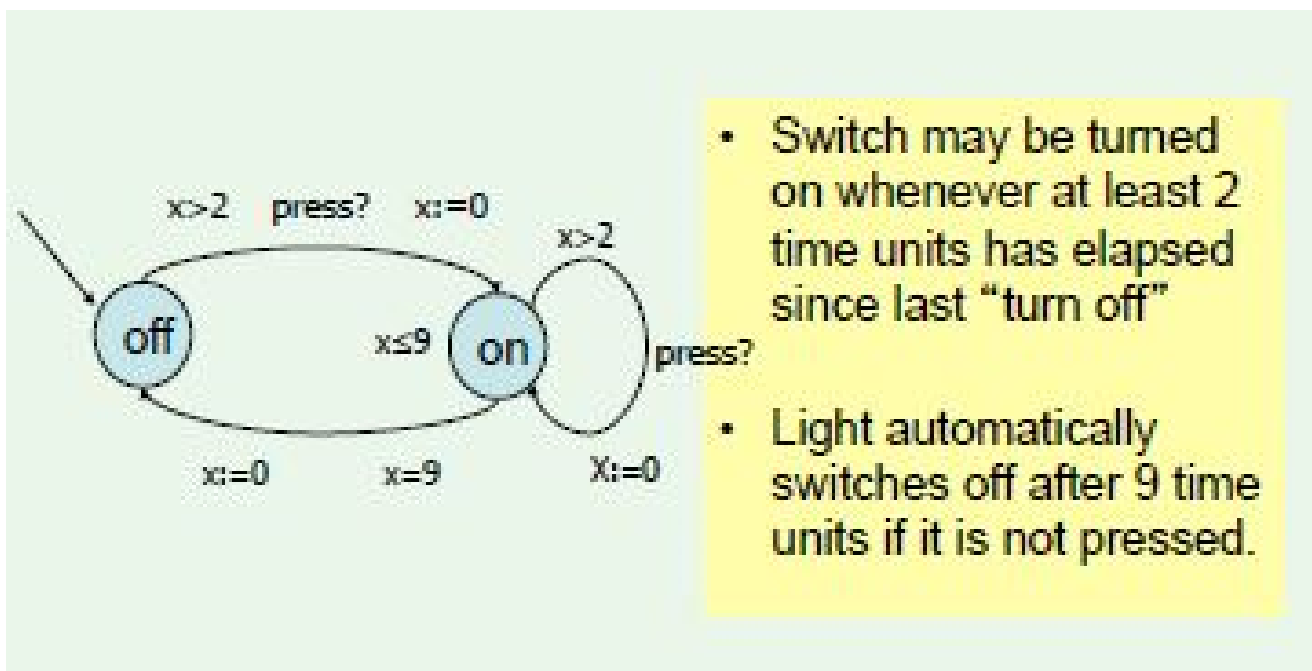 x>2 press? x:=0
x>2
off
x≤9
on
press?
x:=0 x=9
X:=0
• Switch may be turned
on whenever at least 2
time units has elapsed
since last “turn off”
• Light automatically
switches off after 9 time
units if it is not pressed.